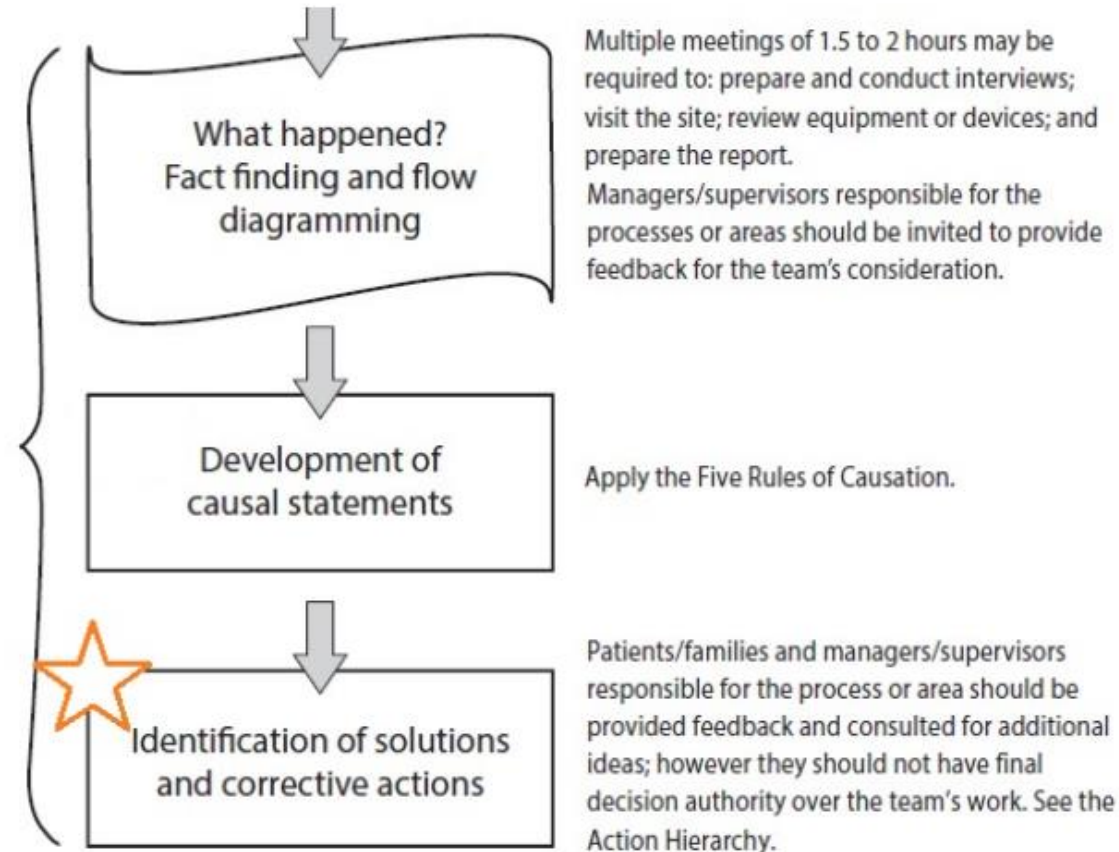 What happened?
Fact finding and flow
diagramming
Multiple meetings of 1.5 to 2 hours may be
required to: prepare and conduct interviews;
visit the site; review equipment or devices; and
prepare the report.
Managers/supervisors responsible for the
processes or areas should be invited to provide
feedback for the team's consideration.
Development of
causal statements
Apply the Five Rules of Causation.
Identification of solutions
and corrective actions
Patients/families and managers/supervisors
responsible for the process or area should be
provided feedback and consulted for additional
ideas; however they should not have final
decision authority over the team's work. See the
Action Hierarchy.